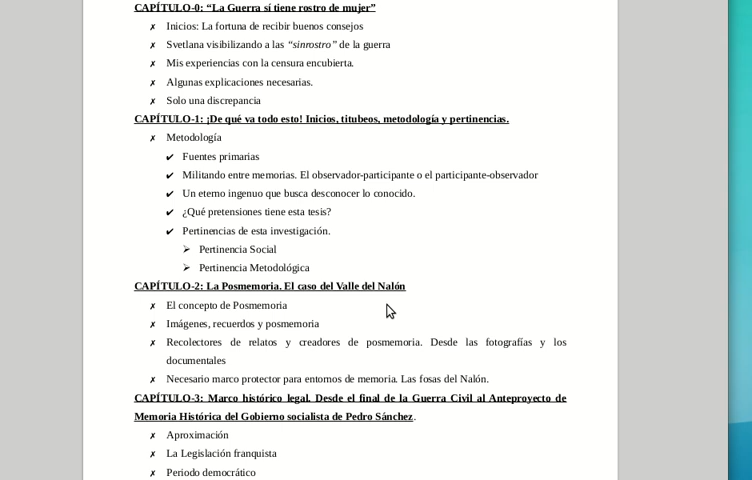 CAPÍTULO-0: “La Guerra sí tiene rostro de mujer”
✗ Inicios: La fortuna de recibir buenos consejos
✗ Svetlana visibilizando a las “sinrostro” de la guerra
✗ Mis experiencias con la censura encubierta.
✗ Algunas explicaciones necesarias.
✗ Solo una discrepancia
CAPÍTULO-1: ¡De qué va todo esto! Inicios, titubeos, metodología y pertinencias.
✗ Metodología
✔ Fuentes primarias
✔ Militando entre memorias. El observador-participante o el participante-observador
✔ Un eterno ingenuo que busca desconocer lo conocido.
✔ ¿Qué pretensiones tiene esta tesis?
✔ Pertinencias de esta investigación.
➢ Pertinencia Social
➢ Pertinencia Metodológica
CAPÍTULO-2: La Posmemoria. El caso del Valle del Nalón
✗ El concepto de Posmemoria
✗ Imágenes, recuerdos y posmemoria
✗ Recolectores de relatos y creadores de posmemoria. Desde las fotografías y los
documentales
✗ Necesario marco protector para entornos de memoria. Las fosas del Nalón.
CAPÍTULO-3: Marco histórico legal. Desde el final de la Guerra Civil al Anteproyecto de
Memoria Histórica del Gobierno socialista de Pedro Sánchez.
✗ Aproximación
✗ La Legislación franquista
✗ Periodo democrático